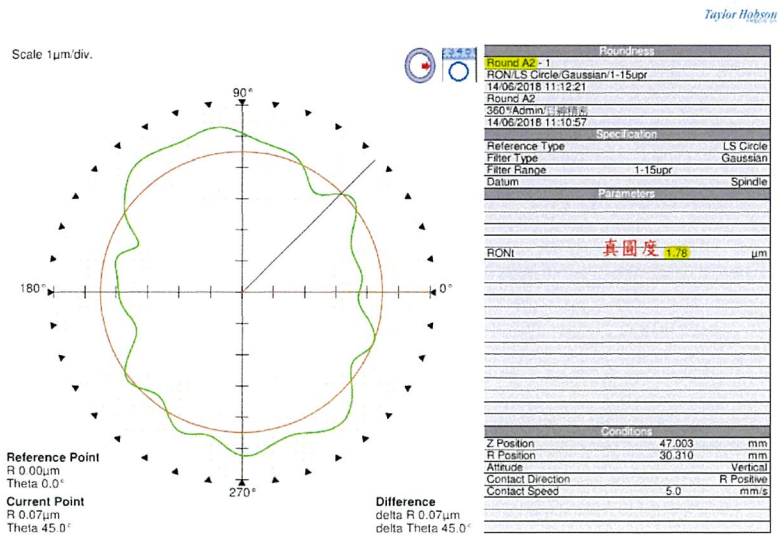 Taylor Hobson
Scale 1µm/div.
90°
180°
0°
270°
Reference Point
R 0.00µm
Theta 0.0°
Current Point
R 0.07µm
Theta 45.0°
Difference
delta R 0.07µm
delta Theta 45.0°
Roundness
Round A2 - 1
RON/LS Circle/Gaussian/1-15upr
14/06/2018 11:12:21
Round A2
360°/Admin/
14/06/2018 11:10:57
Specification
Reference Type LS Circle
Filter Type Gaussian
Filter Range 1-15upr
Datum Spindle
Parameters
RONt 真圓度 1.78 µm
Conditions
Z Position 47.003 mm
R Position 30.310 mm
Attitude Vertical
Contact Direction R Positive
Contact Speed 5.0 mm/s